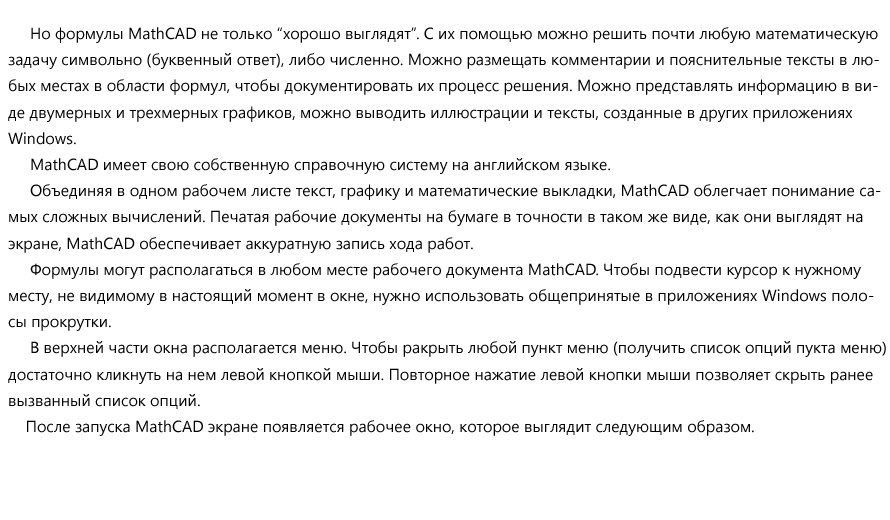 Но формулы MathCAD не только “хорошо выглядят”. С их помощью можно решить почти любую математическую
задачу символьно (буквенный ответ), либо численно. Можно размещать комментарии и пояснительные тексты в лю-
бых местах в области формул, чтобы документировать их процесс решения. Можно представлять информацию в ви-
де двумерных и трехмерных графиков, можно выводить иллюстрации и тексты, созданные в других приложениях
Windows.
MathCAD имеет свою собственную справочную систему на английском языке.
Объединяя в одном рабочем листе текст, графику и математические выкладки, MathCAD облегчает понимание са-
мых сложных вычислений. Печатая рабочие документы на бумаге в точности в таком же виде, как они выглядят на
экране, MathCAD обеспечивает аккуратную запись хода работ.
Формулы могут располагаться в любом месте рабочего документа MathCAD. Чтобы подвести курсор к нужному
месту, не видимому в настоящий момент в окне, нужно использовать общепринятые в приложениях Windows поло-
сы прокрутки.
В верхней части окна располагается меню. Чтобы ракрыть любой пункт меню (получить список опций пукта меню)
достаточно кликнуть на нем левой кнопкой мыши. Повторное нажатие левой кнопки мыши позволяет скрыть ранее
вызванный список опций.
После запуска MathCAD экране появляется рабочее окно, которое выглядит следующим образом.